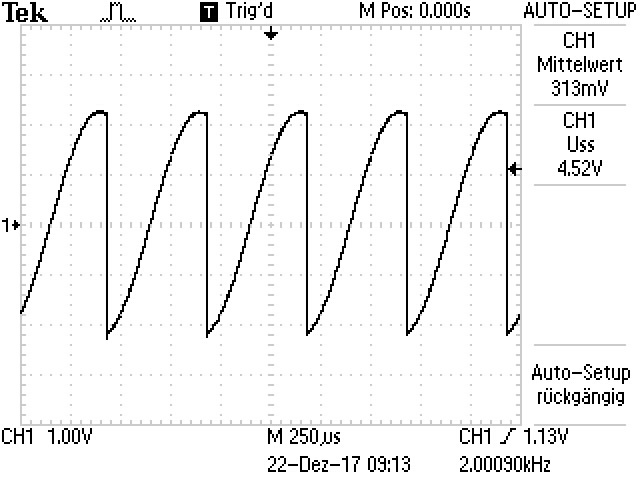 Tek
T Trig'd
M Pos: 0.000s
AUTO-SETUP
CH1
Mittelwert
313mV
CH1
Uss
4.52V
1
Auto-Setup
rückgängig
CH1 1.00V
M 250µs
CH1 / 1.13V
22-Dez-17 09:13
2.00090kHz